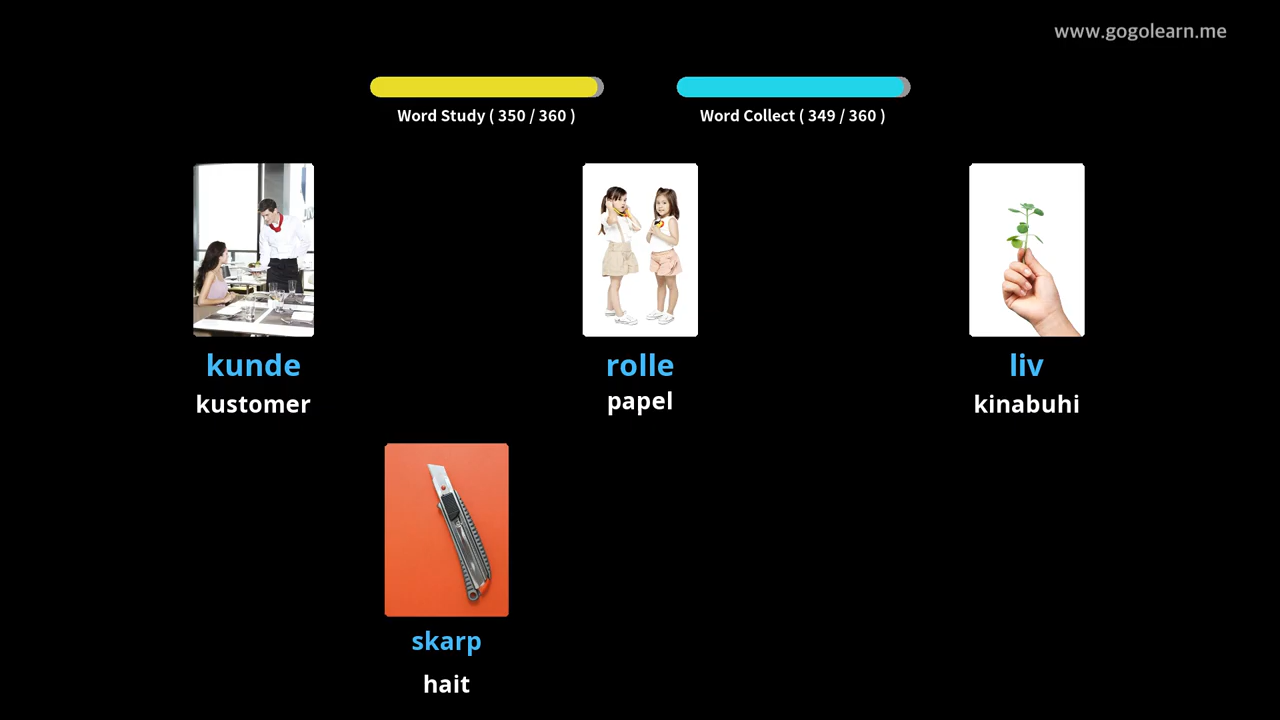 www.gogolearn.me
Word Study ( 350 / 360 )
Word Collect ( 349 / 360 )
kunde
kustomer
rolle
papel
liv
kinabuhi
skarp
hait